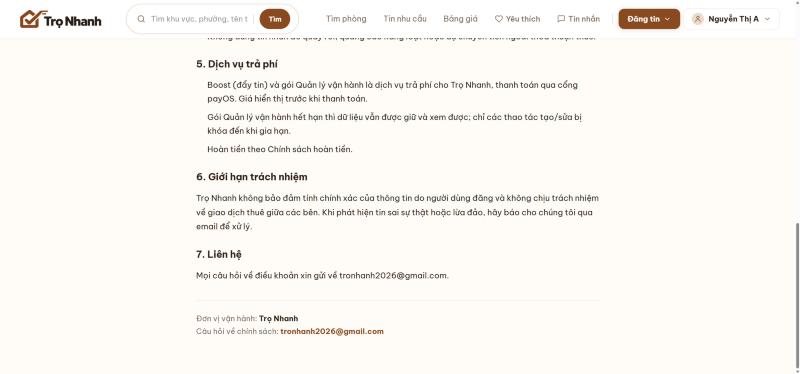 Trọ Nhanh
Tìm khu vực, phường, tên t
Tìm
Tìm phòng
Tìn nhu cầu
Bảng giá
Yêu thích
Tin nhắn
Đăng tin
Nguyễn Thị A
5. Dịch vụ trả phí
Boost (đẩy tin) và gói Quản lý vận hành là dịch vụ trả phí cho Trọ Nhanh, thanh toán qua cổng
payOS. Giá hiển thị trước khi thanh toán.
Gói Quản lý vận hành hết hạn thì dữ liệu vẫn được giữ và xem được; chỉ các thao tác tạo/sửa bị
khóa đến khi gia hạn.
Hoàn tiền theo Chính sách hoàn tiền.
6. Giới hạn trách nhiệm
Trọ Nhanh không bảo đảm tính chính xác của thông tin do người dùng đăng và không chịu trách nhiệm
về giao dịch thuê giữa các bên. Khi phát hiện tin sai sự thật hoặc lừa đảo, hãy báo cho chúng tôi qua
email để xử lý.
7. Liên hệ
Mọi câu hỏi về điều khoản xin gửi về tronhanh2026@gmail.com.
Đơn vị vận hành: Trọ Nhanh
Câu hỏi về chính sách: tronhanh2026@gmail.com